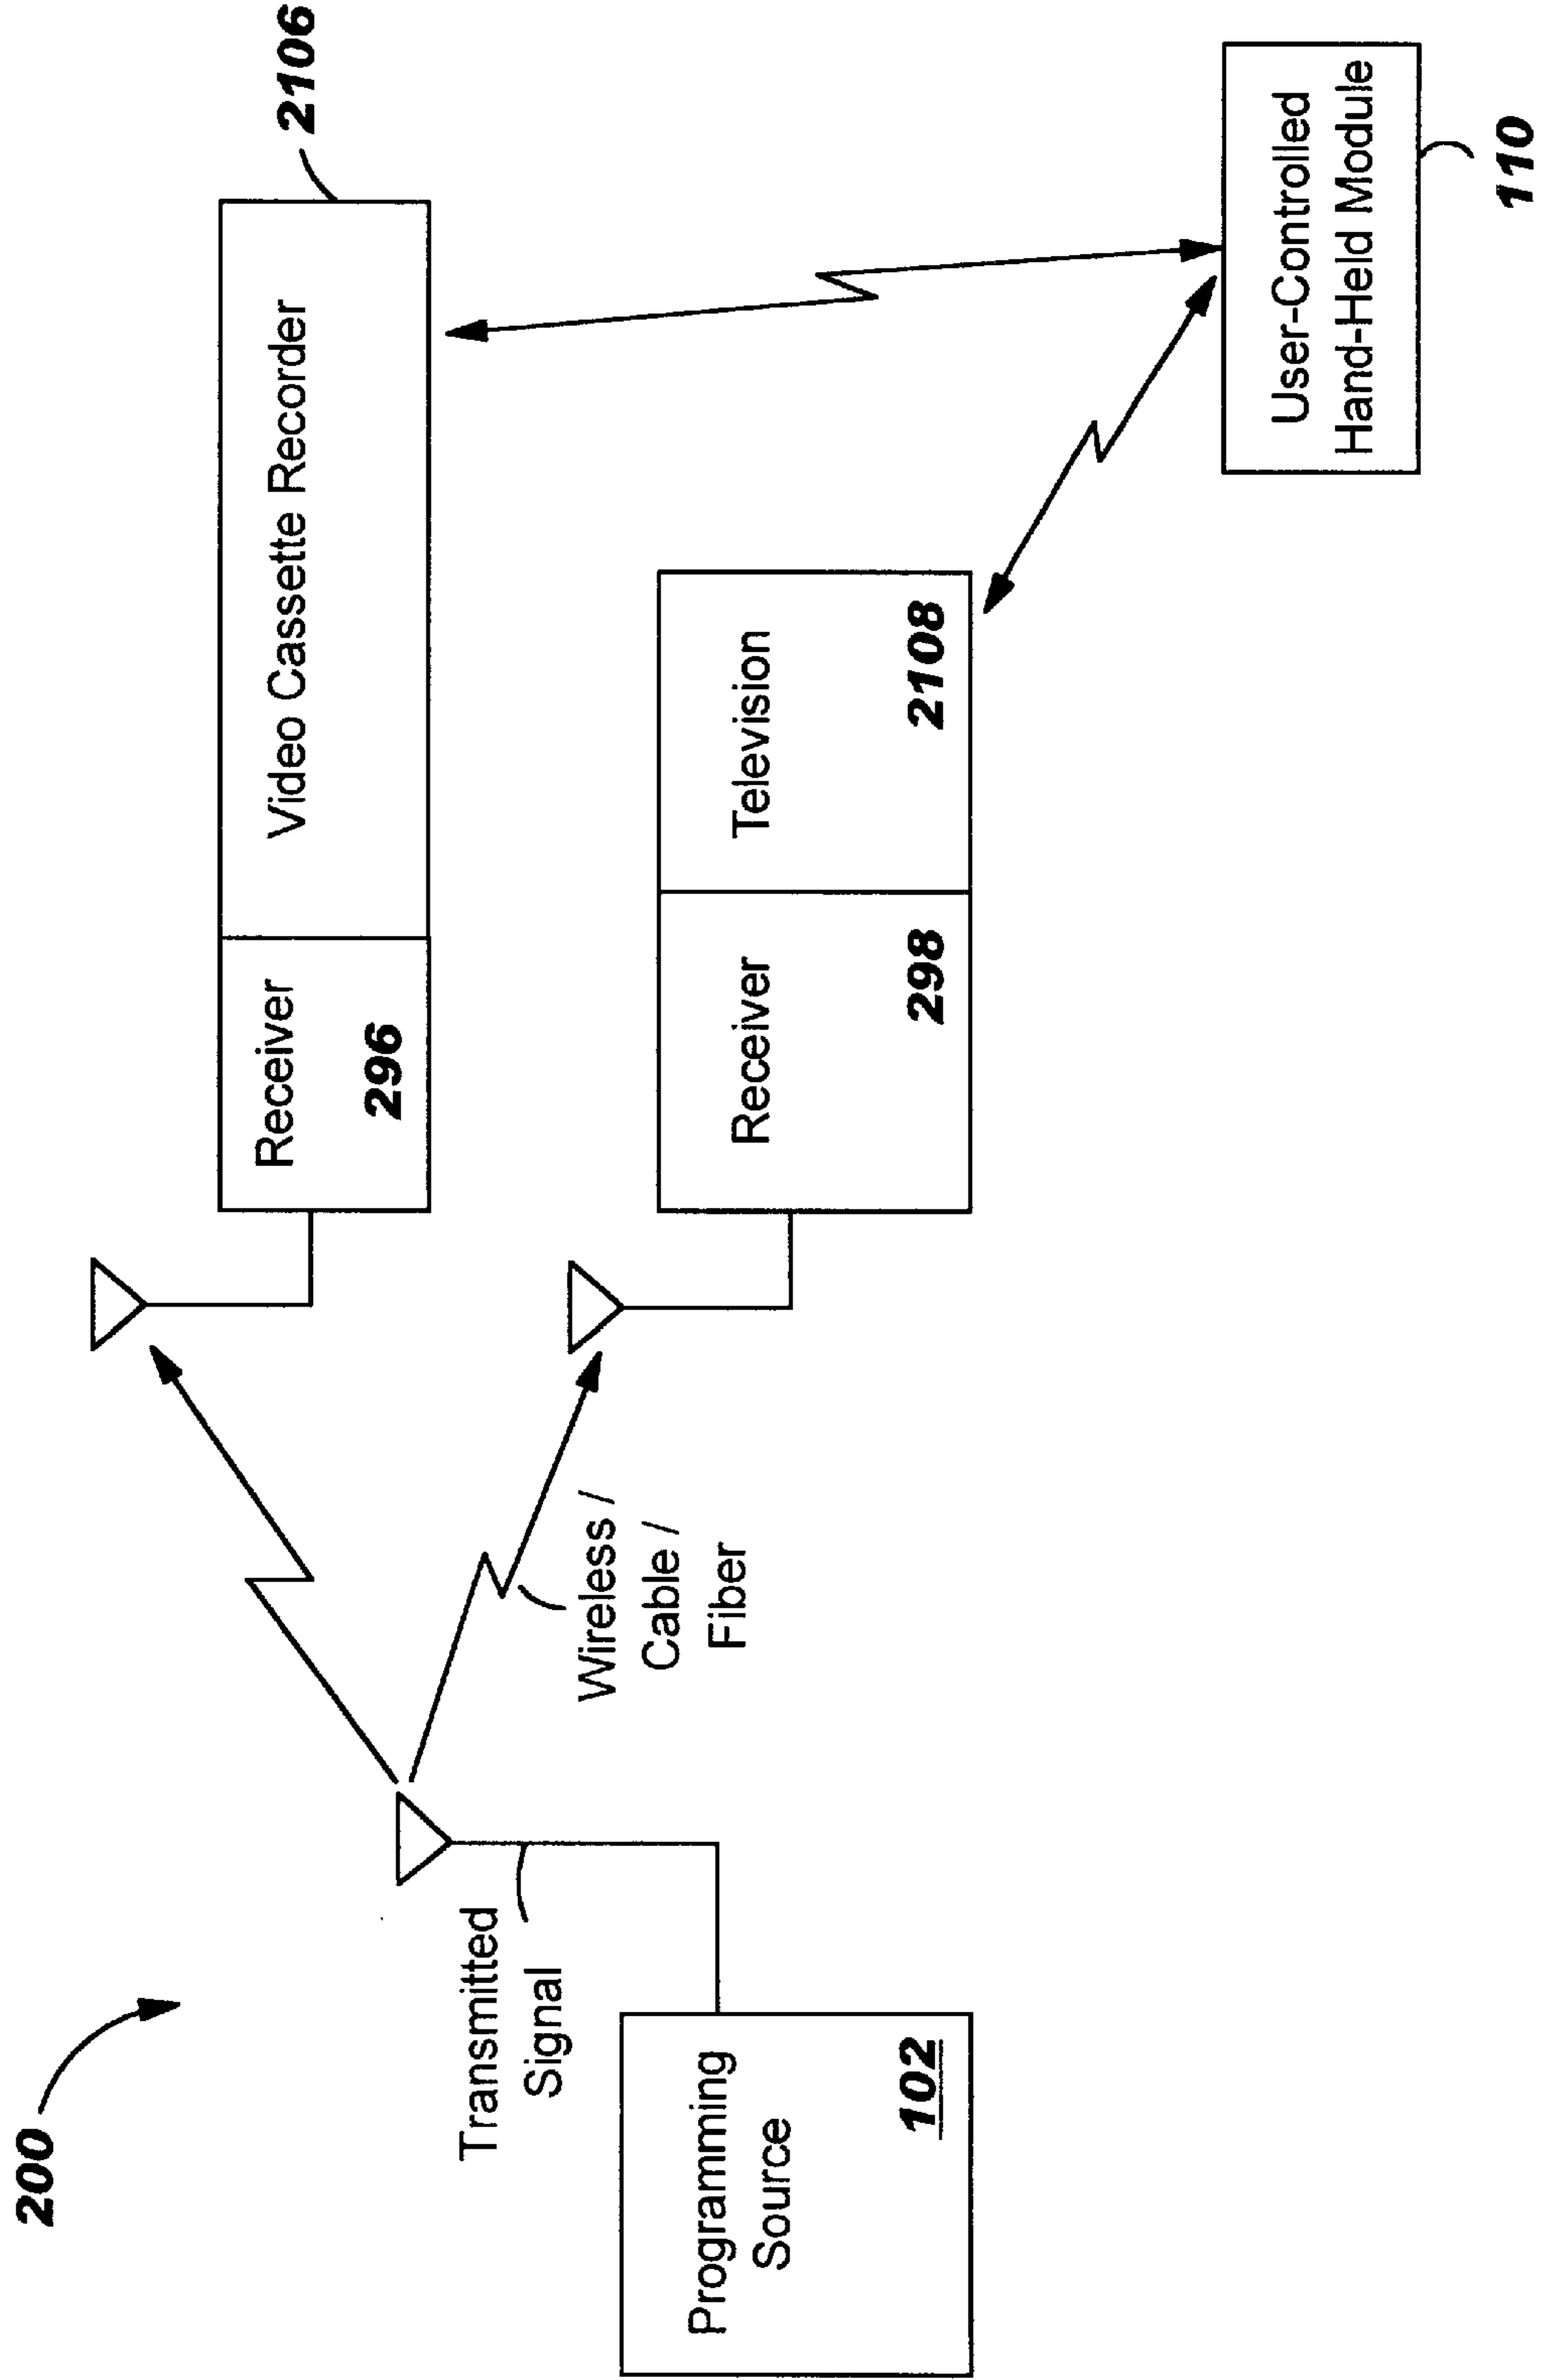 200
Programming
Source
102
Transmitted
Signal
Wireless /
Cable /
Fiber
Receiver
296
Video Cassette Recorder
2106
Receiver
298
Television
2108
User-Controlled
Hand-Held Module
110